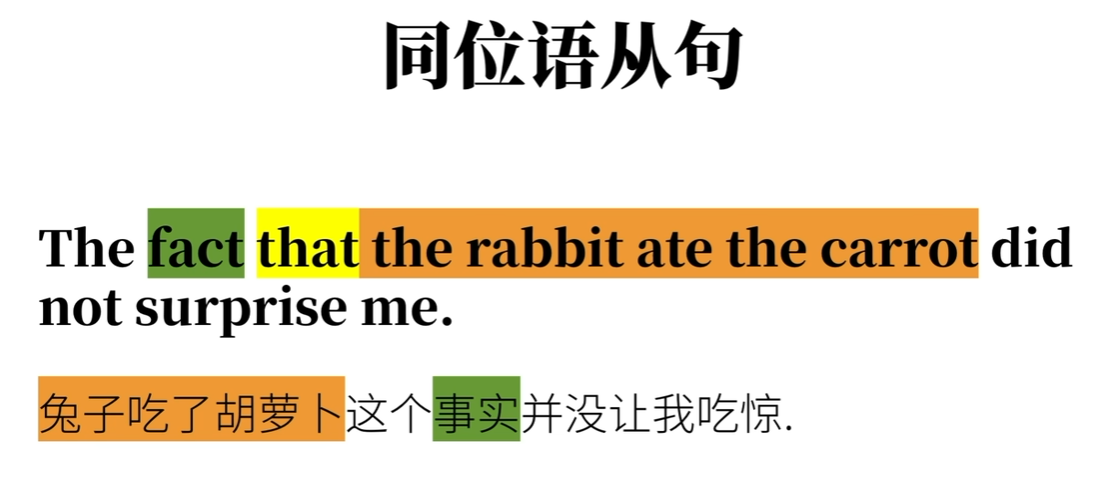 同位语从句
The fact that the rabbit ate the carrot did
not surprise me.
兔子吃了胡萝卜这个事实并没让我吃惊.